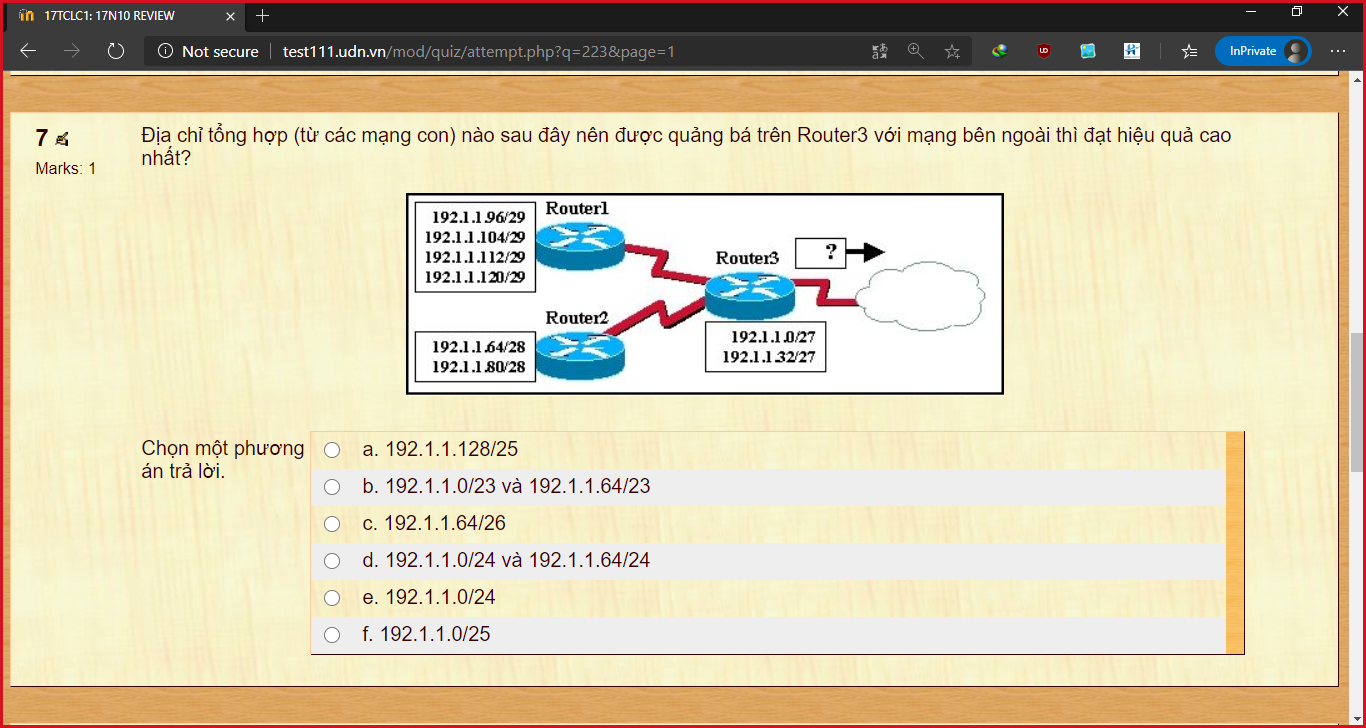 17TCLC1: 17N10 REVIEW
Not secure
test111.udn.vn/mod/quiz/attempt.php?q=223&page=1
InPrivate
7
Marks: 1
Địa chỉ tổng hợp (từ các mạng con) nào sau đây nên được quảng bá trên Router3 với mạng bên ngoài thì đạt hiệu quả cao
nhất?
192.1.1.96/29
192.1.1.104/29
192.1.1.112/29
192.1.1.120/29
Router1
Router3
?
Router2
192.1.1.64/28
192.1.1.80/28
192.1.1.0/27
192.1.1.32/27
Chọn một phương
án trả lời.
a. 192.1.1.128/25
b. 192.1.1.0/23 và 192.1.1.64/23
c. 192.1.1.64/26
d. 192.1.1.0/24 và 192.1.1.64/24
e. 192.1.1.0/24
f. 192.1.1.0/25